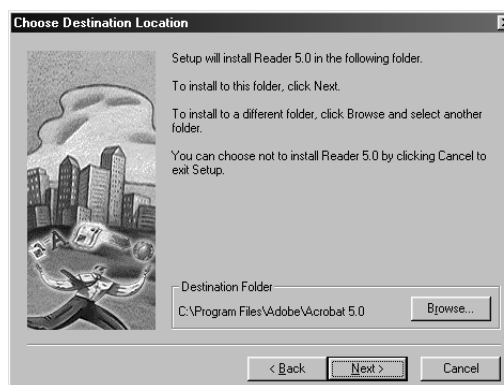 Choose Destination Location
Setup will install Reader 5.0 in the following folder.
To install to this folder, click Next.
To install to a different folder, click Browse and select another
folder.
You can choose not to install Reader 5.0 by clicking Cancel to
exit Setup.
A
Destination Folder
C:\Program Files\Adobe\Acrobat 5.0
Browse...
< Back
Next >
Cancel